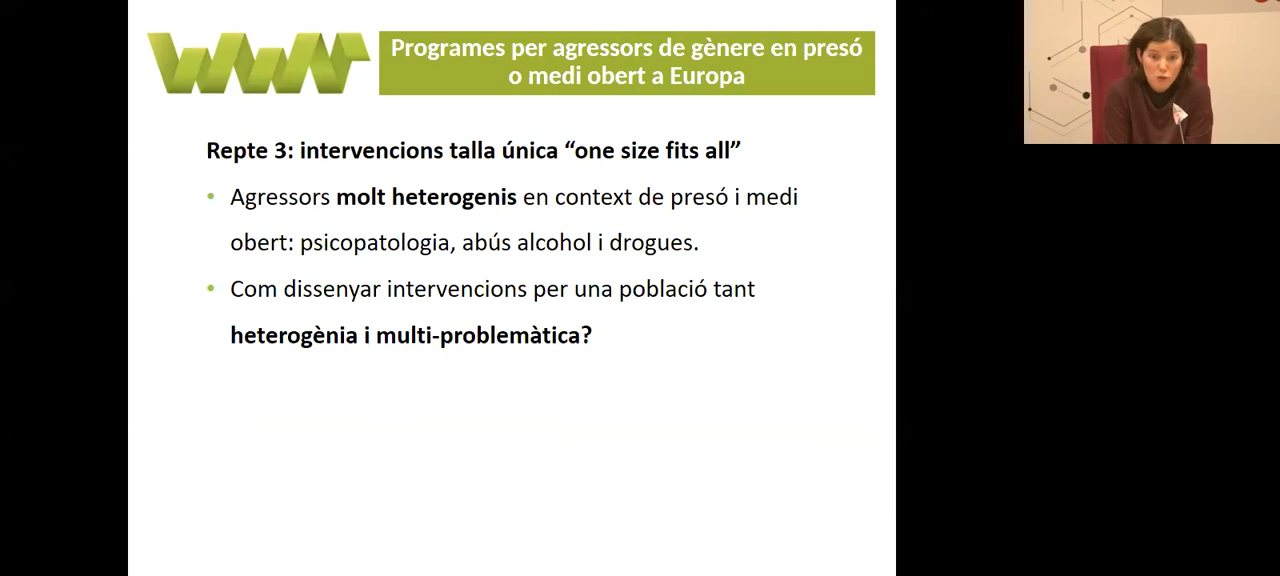 Programes per agressors de gènere en presó
o medi obert a Europa
Repte 3: intervencions talla única “one size fits all”
• Agressors molt heterogenis en context de presó i medi
obert: psicopatologia, abús alcohol i drogues.
• Com dissenyar intervencions per una població tant
heterogènia i multi-problemàtica?